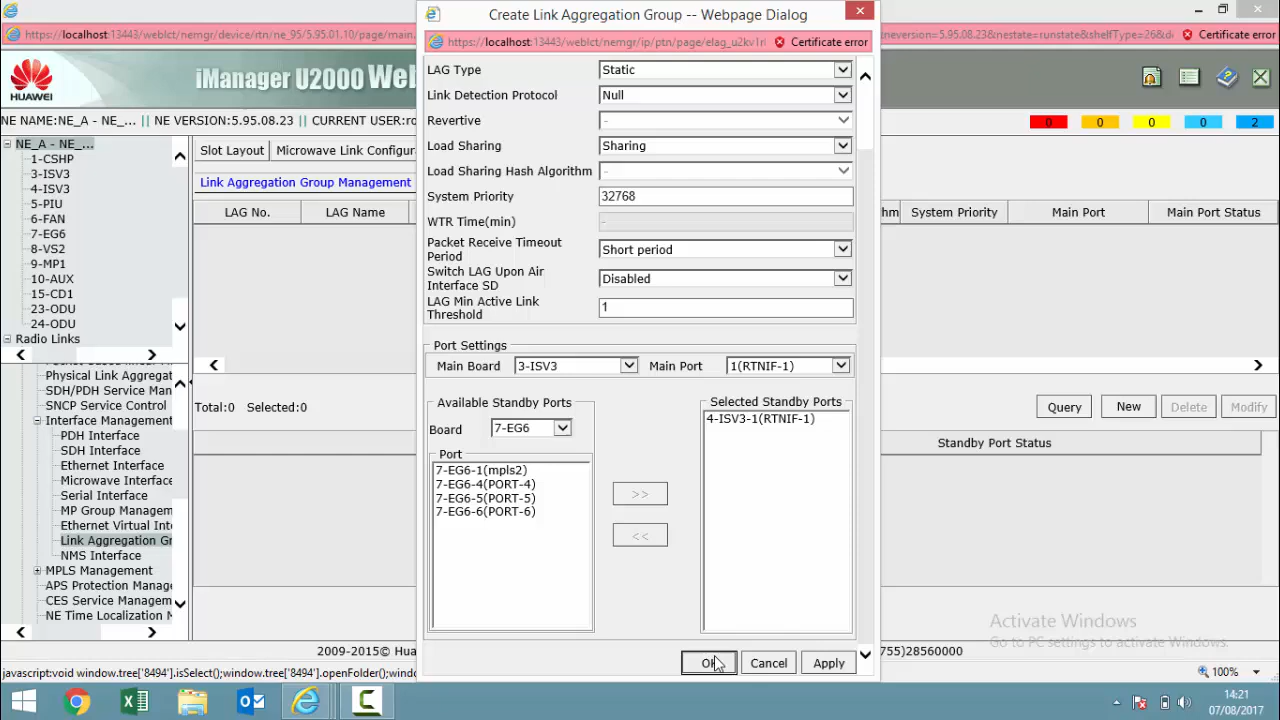 Create Link Aggregation Group -- Webpage Dialog
https://localhost:13443/weblct/nemgr/device/rtn/ne_95/5.95.01.10/page/main.
https://localhost:13443/weblct/nemgr/ip/ptn/page/elag_u2kv1r
Certificate error
neversion=5.95.08.23&nestate=runstate&shelfType=26&de
Certificate error
HUAWEI
iManager U2000 Web
NE NAME:NE_A - NE_... || NE VERSION:5.95.08.23 || CURRENT USER:ro
0 0 0 0 2
NE_A - NE_...
1-CSHP
3-ISV3
4-ISV3
5-PIU
6-FAN
7-EG6
8-VS2
9-MP1
10-AUX
15-CD1
23-ODU
24-ODU
Radio Links
Physical Link Aggregat
SDH/PDH Service Man
SNCP Service Control
Interface Management
PDH Interface
SDH Interface
Ethernet Interface
Microwave Interface
Serial Interface
MP Group Managem
Ethernet Virtual Inte
Link Aggregation Gr
NMS Interface
MPLS Management
APS Protection Manage
CES Service Managem
NE Time Localization M
Slot Layout
Microwave Link Configur
Link Aggregation Group Management
LAG No.
LAG Name
hm
System Priority
Main Port
Main Port Status
Total:0 Selected:0
Query
New
Delete
Modify
Standby Port Status
LAG Type Static
Link Detection Protocol Null
Revertive -
Load Sharing Sharing
Load Sharing Hash Algorithm -
System Priority 32768
WTR Time(min) -
Packet Receive Timeout
Period
Short period
Switch LAG Upon Air
Interface SD
Disabled
LAG Min Active Link
Threshold
1
Port Settings
Main Board 3-ISV3 Main Port 1(RTNIF-1)
Available Standby Ports
Board 7-EG6
Port
7-EG6-1(mpls2)
7-EG6-4(PORT-4)
7-EG6-5(PORT-5)
7-EG6-6(PORT-6)
>>
<<
Selected Standby Ports
4-ISV3-1(RTNIF-1)
OK
Cancel
Apply
Activate Windows
Go to PC settings to activate Windows.
2009-2015© Hua
755)28560000
javascript:void window.tree['8494'].isSelect();window.tree['8494'].openFolder();window.tre
100%
14:21
07/08/2017